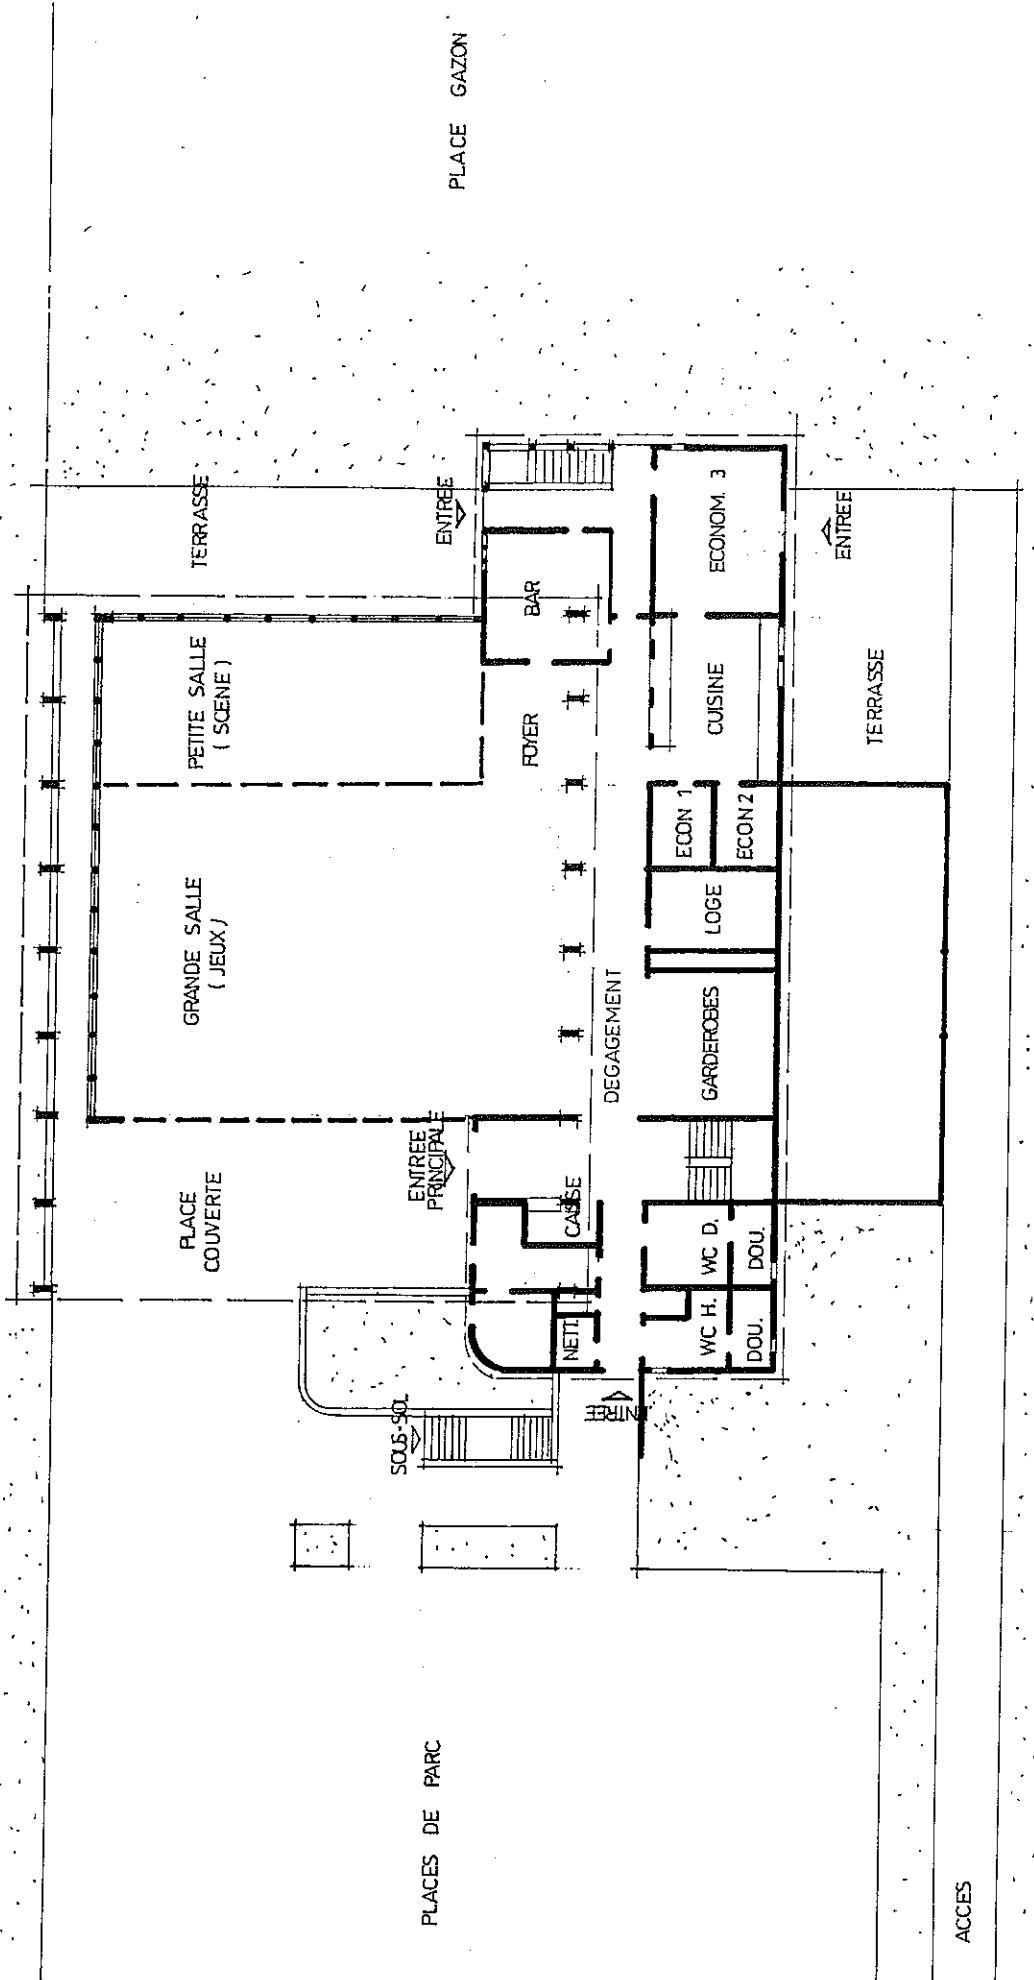 PLACE GAZON
TERRASSE
ENTREE
PETITE SALLE
( SCENE )
BAR
ECONOM. 3
ENTREE
FOYER
CUISINE
TERRASSE
GRANDE SALLE
( JEUX )
ECON 1
ECON 2
LOGE
DEGAGEMENT
GARDEROBES
PLACE
COUVERTE
ENTREE
PRINCIPALE
CAISSE
WC D.
DOU.
NETT.
WC H.
DOU.
SOUS-SOL
ENTREE
PLACES DE PARC
ACCES